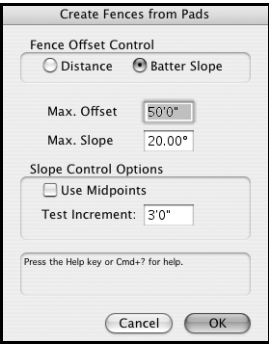 Create Fences from Pads
Fence Offset Control
Distance Batter Slope
Max. Offset 50'0"
Max. Slope 20.00°
Slope Control Options
Use Midpoints
Test Increment: 3'0"
Press the Help key or Cmd+? for help.
Cancel OK